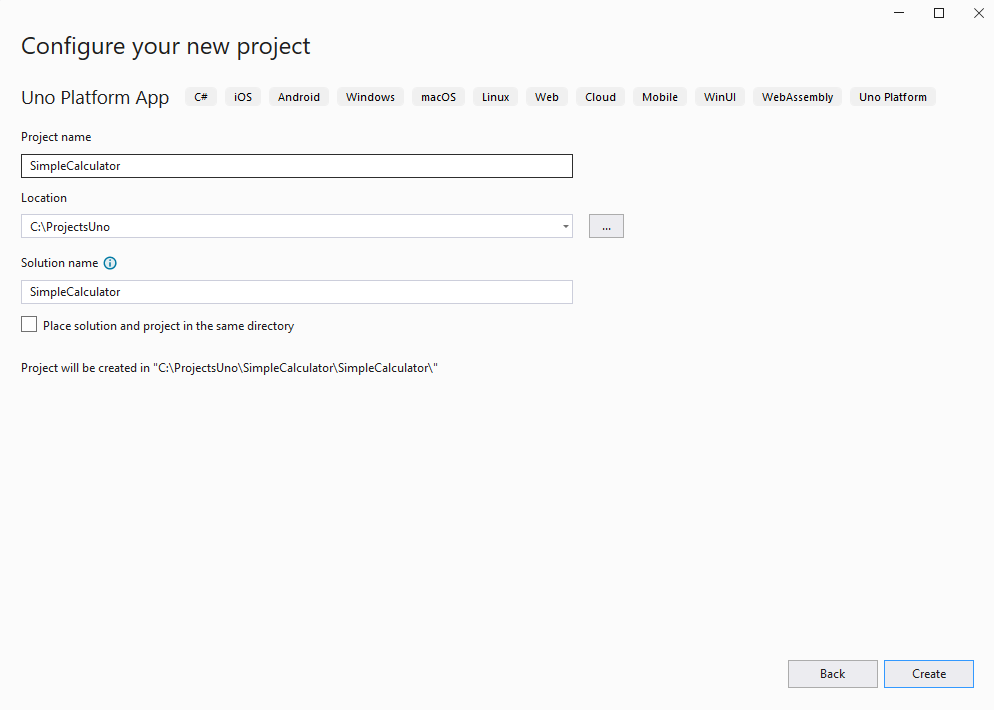 Configure your new project
Uno Platform App C# iOS Android Windows macOS Linux Web Cloud Mobile WinUI WebAssembly Uno Platform
Project name
SimpleCalculator
Location
C:\ProjectsUno ...
Solution name
SimpleCalculator
Place solution and project in the same directory
Project will be created in "C:\ProjectsUno\SimpleCalculator\SimpleCalculator\"
Back Create